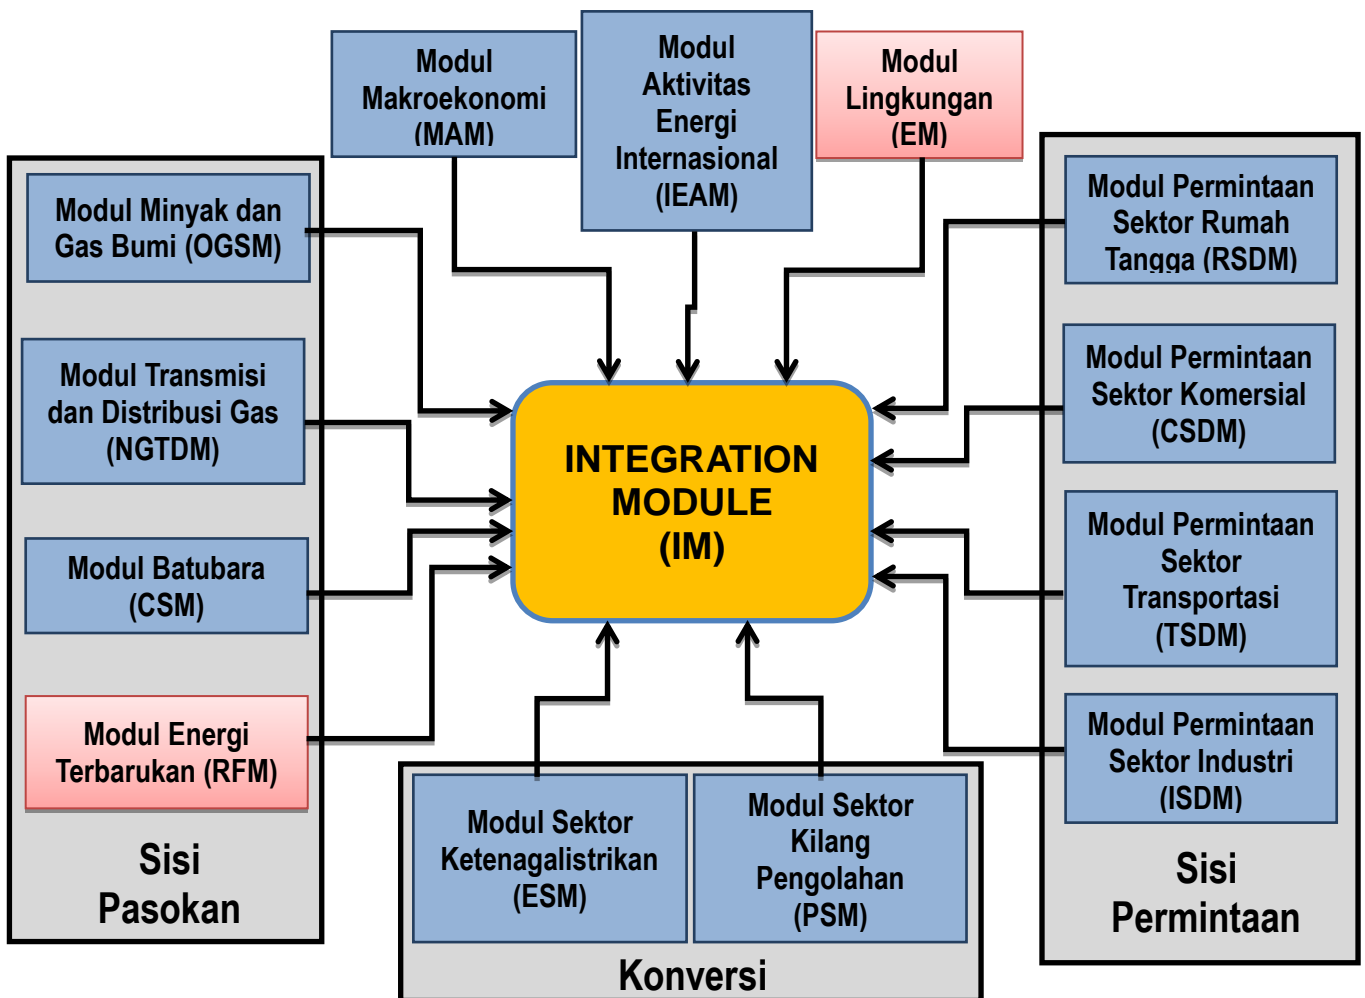 Modul
Makroekonomi
(MAM)
Modul
Aktivitas
Energi
Internasional
(IEAM)
Modul
Lingkungan
(EM)
Modul Minyak dan
Gas Bumi (OGSM)
Modul Transmisi
dan Distribusi Gas
(NGTDM)
Modul Batubara
(CSM)
Modul Energi
Terbarukan (RFM)
Sisi
Pasokan
INTEGRATION
MODULE
(IM)
Modul Sektor
Ketenagalistrikan
(ESM)
Modul Sektor
Kilang
Pengolahan
(PSM)
Konversi
Modul Permintaan
Sektor Rumah
Tangga (RSDM)
Modul Permintaan
Sektor Komersial
(CSDM)
Modul Permintaan
Sektor
Transportasi
(TSDM)
Modul Permintaan
Sektor Industri
(ISDM)
Sisi
Permintaan